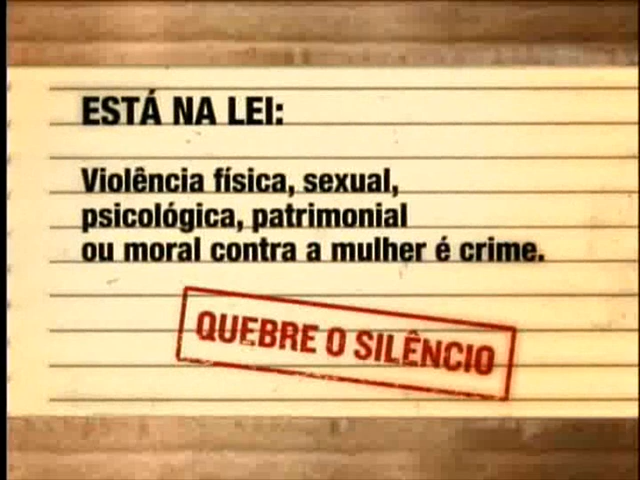 ESTÁ NA LEI:
Violência física, sexual,
psicológica, patrimonial
ou moral contra a mulher é crime.
QUEBRE O SILÊNCIO